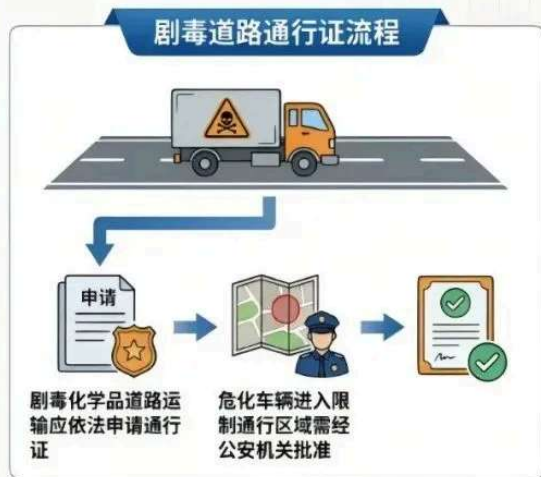 剧毒道路通行证流程
申请
剧毒化学品道路运
输应依法申请通行
证
危化车辆进入限
制通行区域需经
公安机关批准